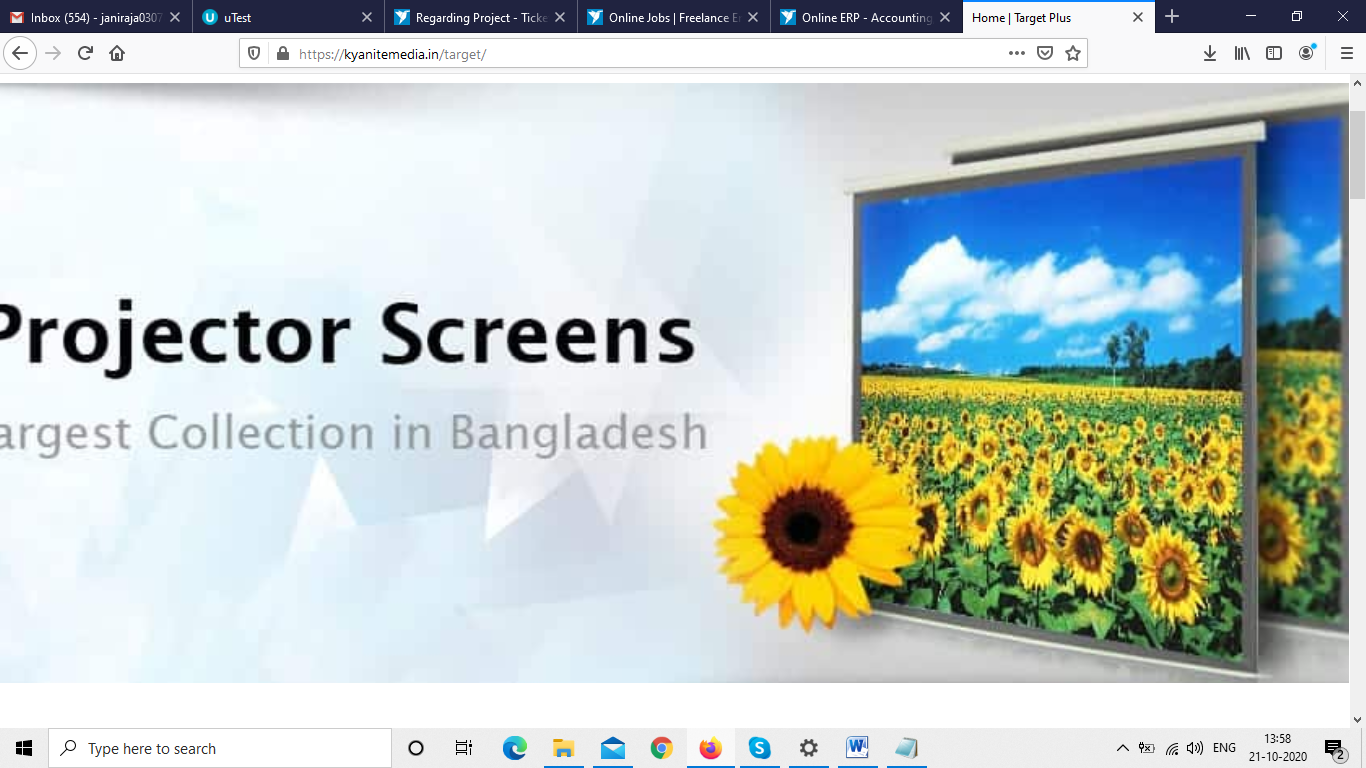 Inbox (554) - janiraja0307
uTest
Regarding Project - Ticke
Online Jobs | Freelance E
Online ERP - Accounting
Home | Target Plus
https://kyanitemedia.in/target/
Projector Screens
argest Collection in Bangladesh
Type here to search
ENG
13:58
21-10-2020
2